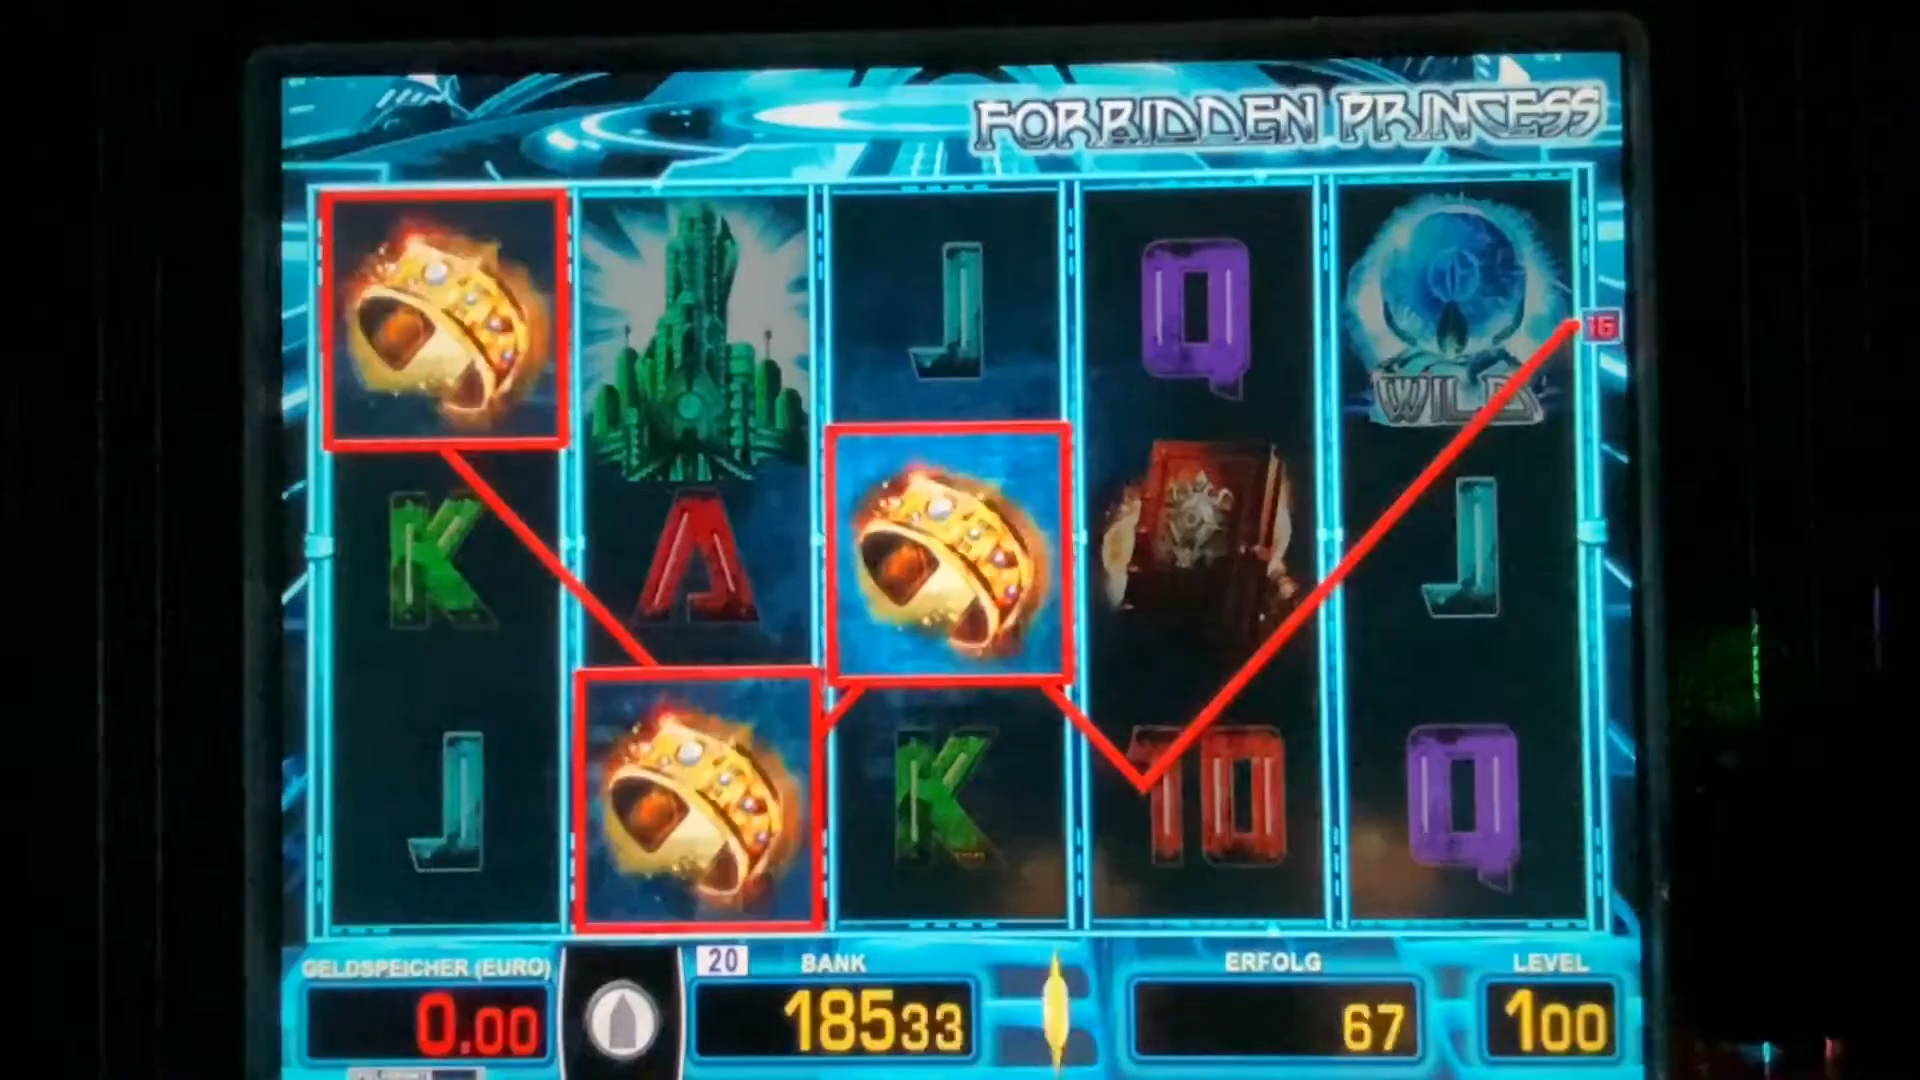 FORBIDDEN PRINCESS
J Q
WILD
16
K A J
J K 10 Q
GELDSPEICHER (EURO) 20 BANK ERFOLG LEVEL
0.00 18533 67 100